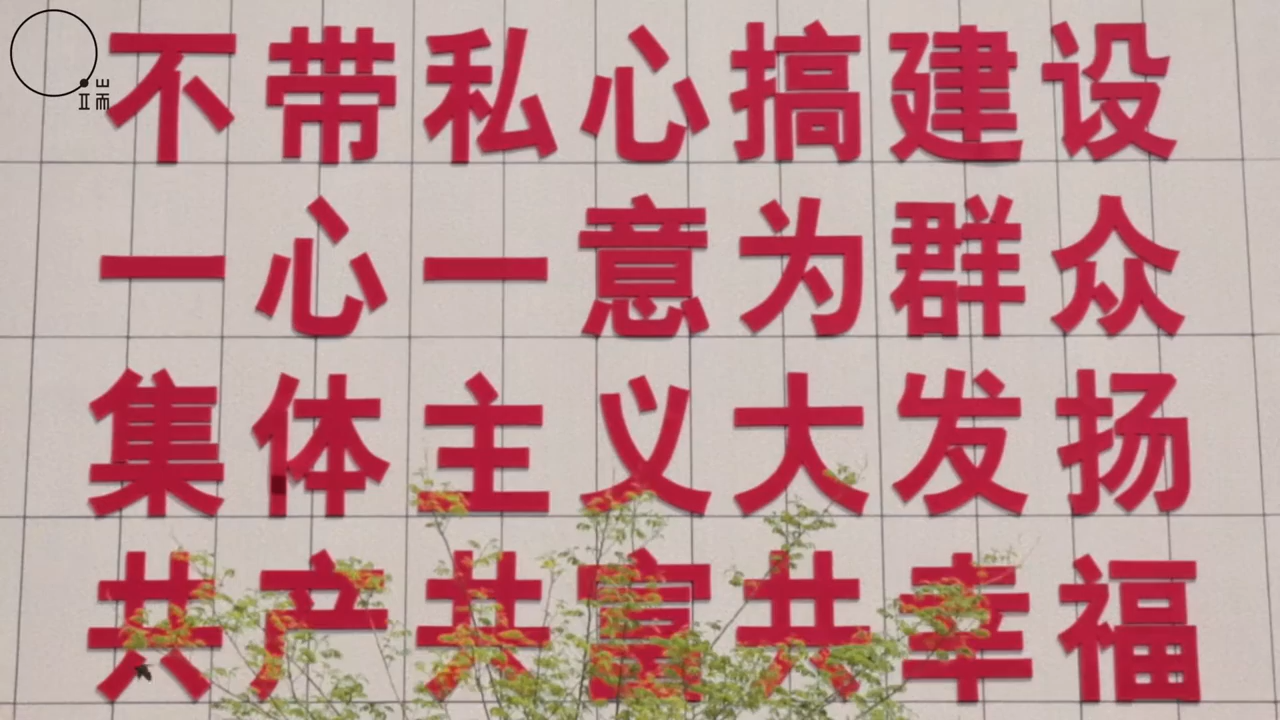 不带私心搞建设
一心一意为群众
集体主义大发扬
共产共富共幸福
端